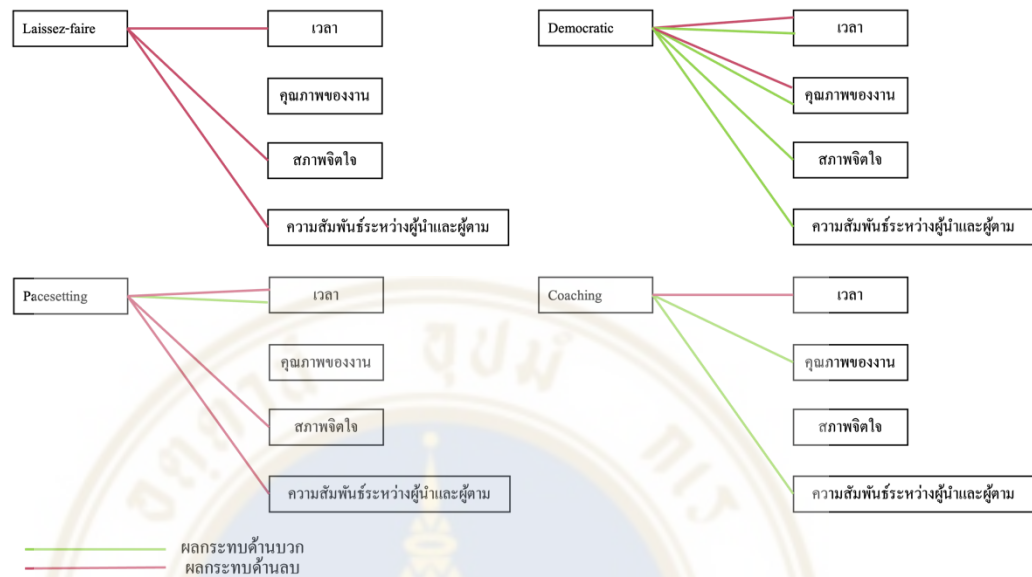 Laissez-faire
เวลา
คุณภาพของงาน
สภาพจิตใจ
ความสัมพันธ์ระหว่างผู้นำและผู้ตาม
Democratic
เวลา
คุณภาพของงาน
สภาพจิตใจ
ความสัมพันธ์ระหว่างผู้นำและผู้ตาม
Pacesetting
เวลา
คุณภาพของงาน
สภาพจิตใจ
ความสัมพันธ์ระหว่างผู้นำและผู้ตาม
Coaching
เวลา
คุณภาพของงาน
สภาพจิตใจ
ความสัมพันธ์ระหว่างผู้นำและผู้ตาม
ผลกระทบด้านบวก
ผลกระทบด้านลบ